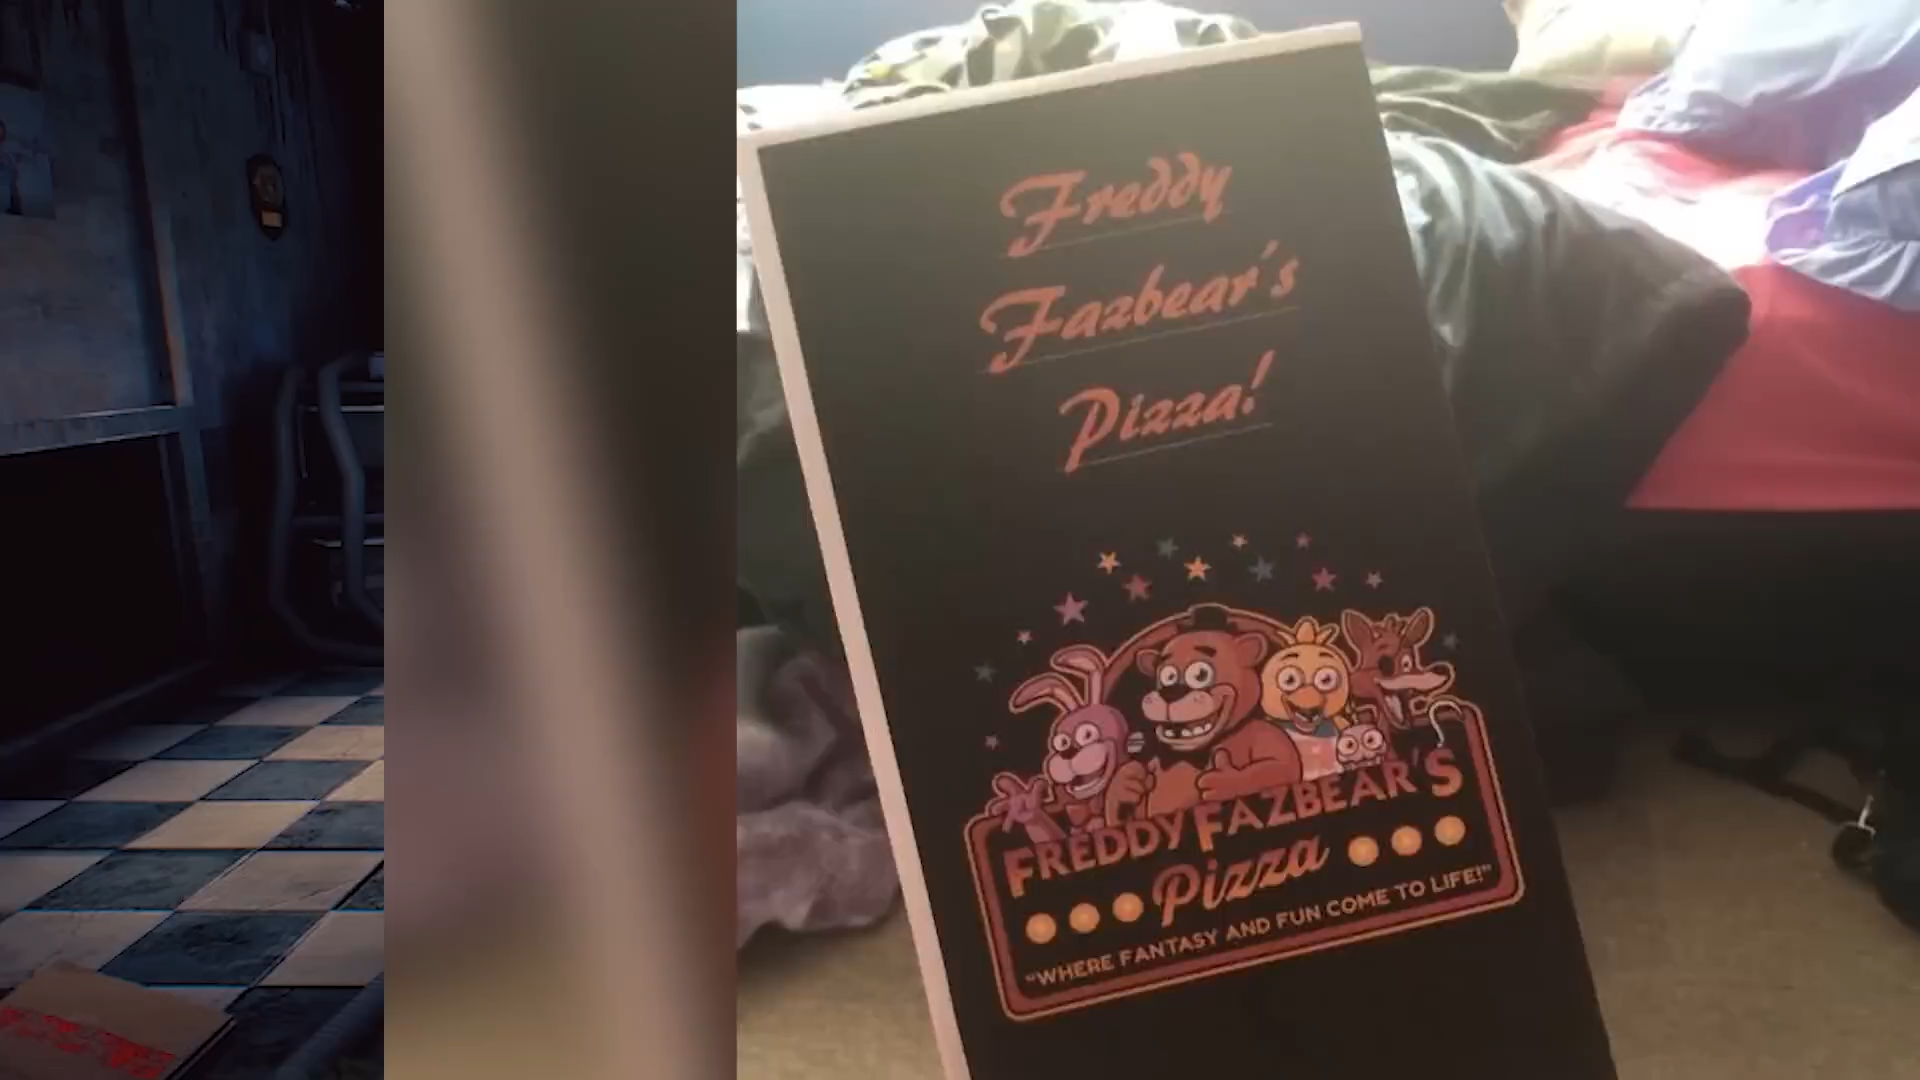 Freddy
Fazbear's
Pizza!
FREDDY FAZBEAR'S
Pizza
"WHERE FANTASY AND FUN COME TO LIFE!"